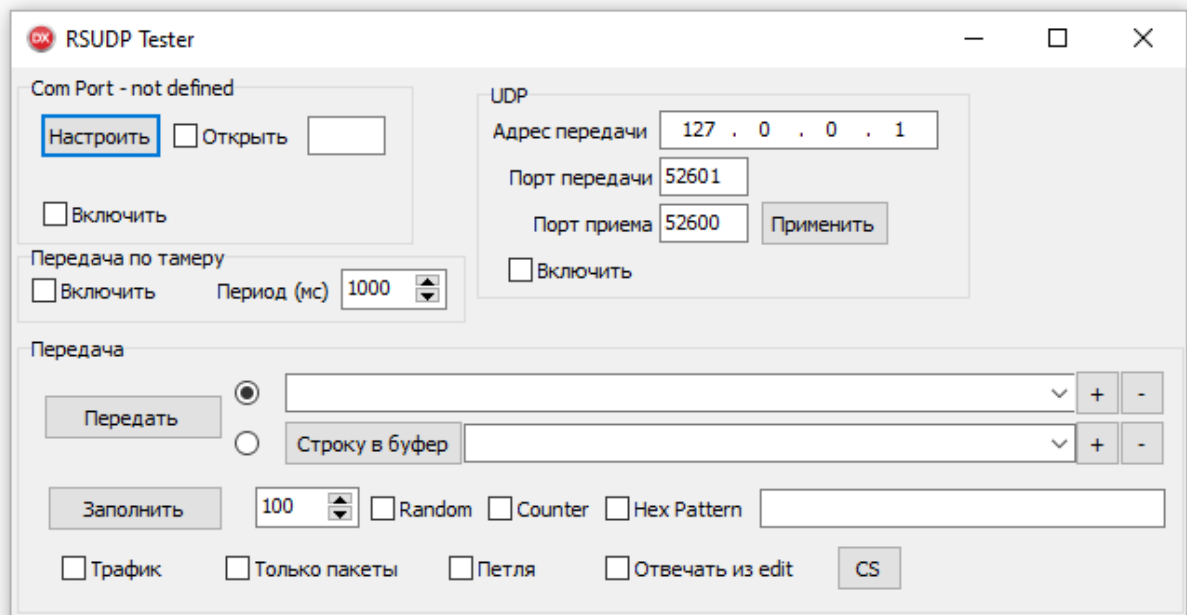 DX RSUDP Tester
Com Port - not defined
Настроить Открыть
Включить
UDP
Адрес передачи 127 . 0 . 0 . 1
Порт передачи 52601
Порт приема 52600 Применить
Включить
Передача по тамеру
Включить Период (мс) 1000
Передача
Передать
+ -
Строку в буфер + -
Заполнить 100 Random Counter Hex Pattern
Трафик Только пакеты Петля Отвечать из edit CS